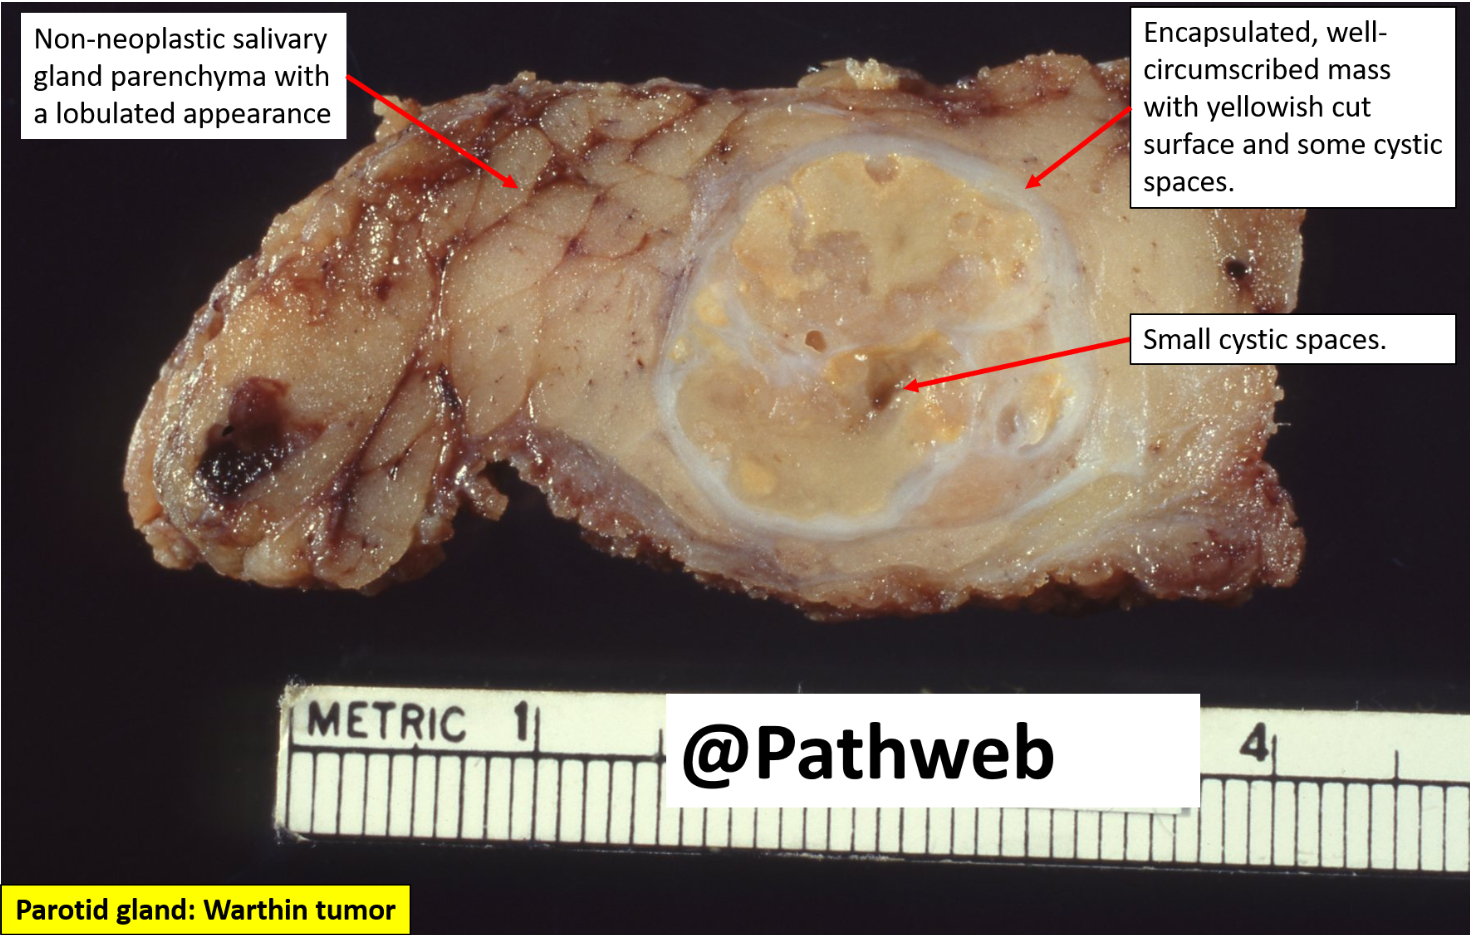 Non-neoplastic salivary
gland parenchyma with
a lobulated appearance
Encapsulated, well-
circumscribed mass
with yellowish cut
surface and some cystic
spaces.
Small cystic spaces.
METRIC 1
4
@Pathweb
Parotid gland: Warthin tumor